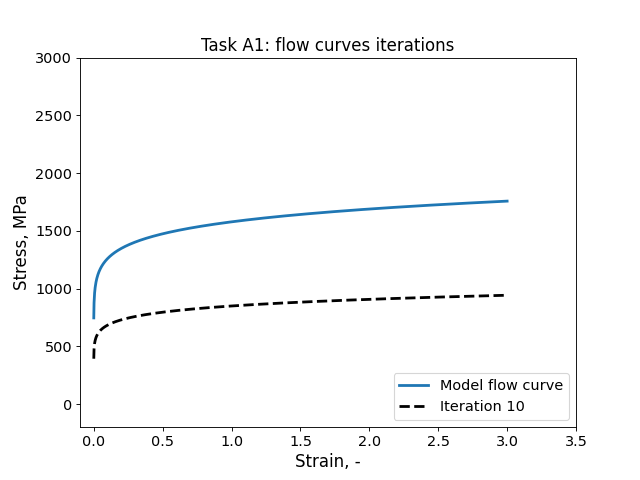 Task A1: flow curves iterations
3000
2500
2000
1500
1000
500
0
Stress, MPa
Model flow curve
Iteration 10
0.0 0.5 1.0 1.5 2.0 2.5 3.0 3.5
Strain, -